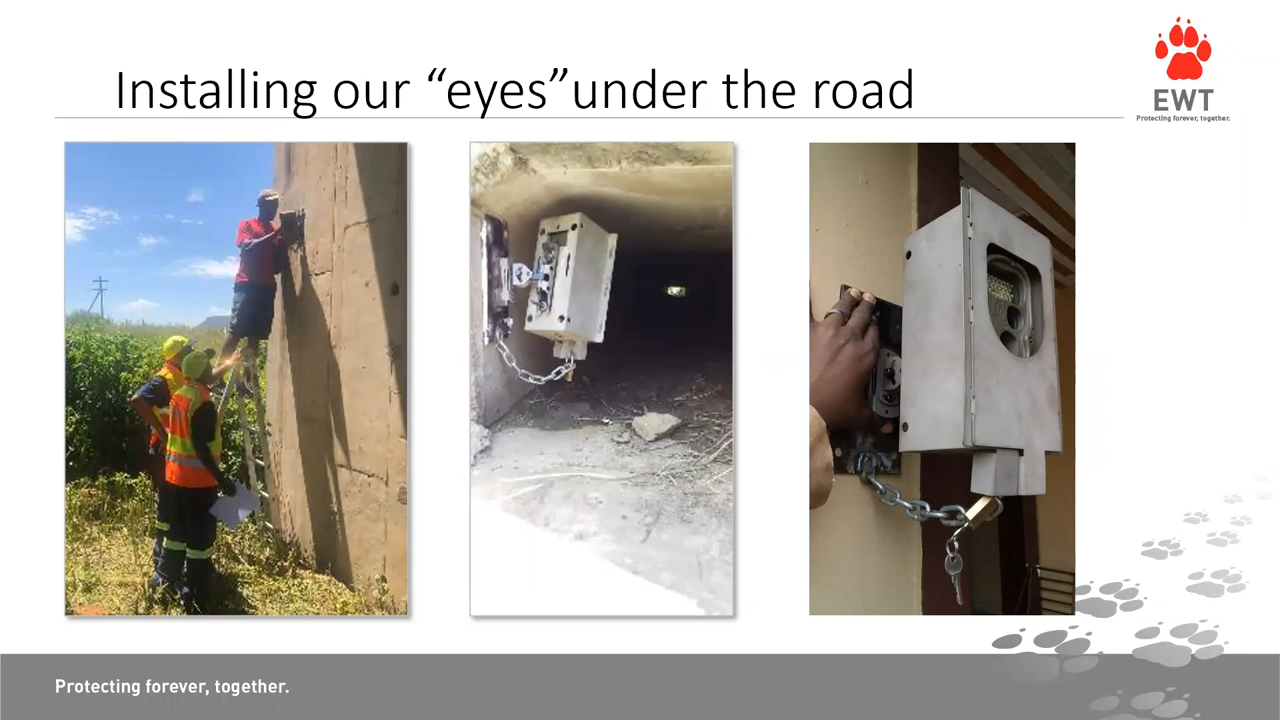 Installing our “eyes”under the road
EWT
Protecting forever, together.
Protecting forever, together.